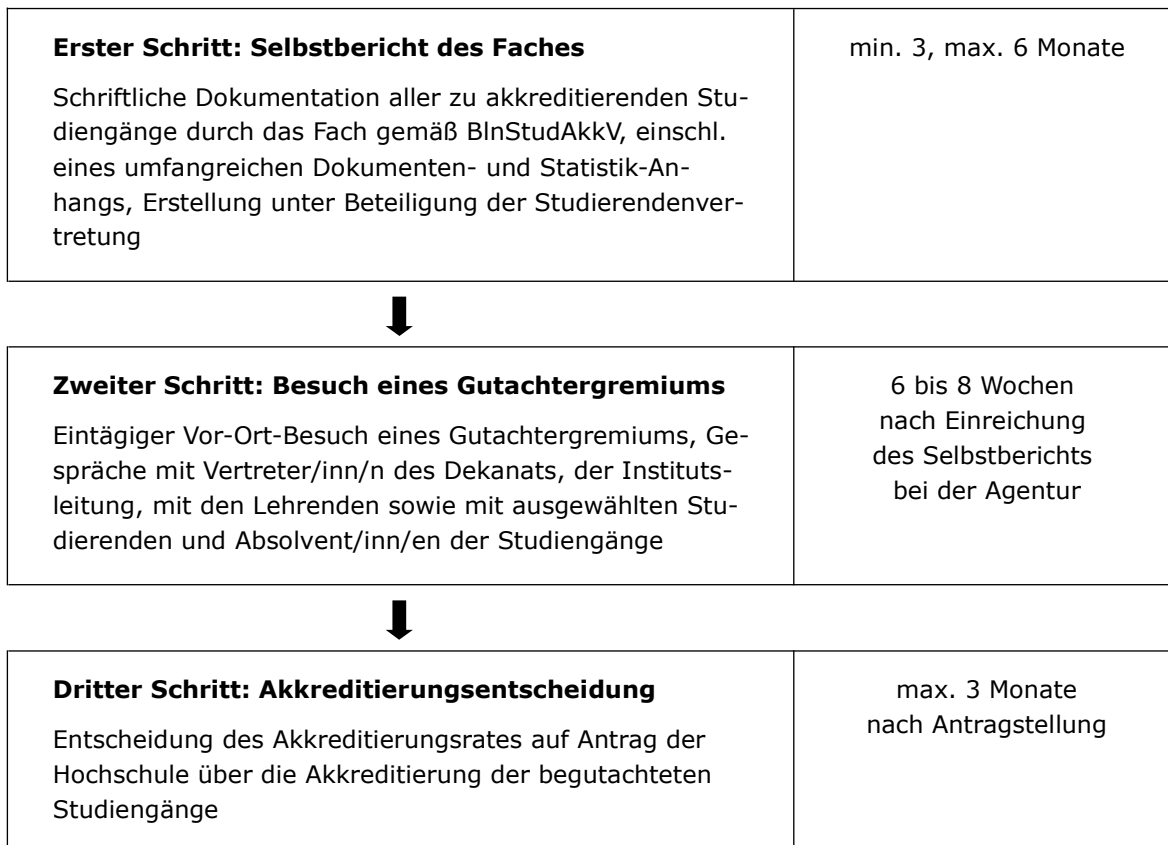 Erster Schritt: Selbstbericht des Faches
min. 3, max. 6 Monate
Schriftliche Dokumentation aller zu akkreditierenden Stu-
diengänge durch das Fach gemäß BlnStudAkkV, einschl.
eines umfangreichen Dokumenten- und Statistik-An-
hangs, Erstellung unter Beteiligung der Studierendenver-
tretung
Zweiter Schritt: Besuch eines Gutachtergremiums
Eintägiger Vor-Ort-Besuch eines Gutachtergremiums, Ge-
spräche mit Vertreter/inn/n des Dekanats, der Instituts-
leitung, mit den Lehrenden sowie mit ausgewählten Stu-
dierenden und Absolvent/inn/en der Studiengänge
6 bis 8 Wochen
nach Einreichung
des Selbstberichts
bei der Agentur
Dritter Schritt: Akkreditierungsentscheidung
Entscheidung des Akkreditierungsrates auf Antrag der
Hochschule über die Akkreditierung der begutachteten
Studiengänge
max. 3 Monate
nach Antragstellung